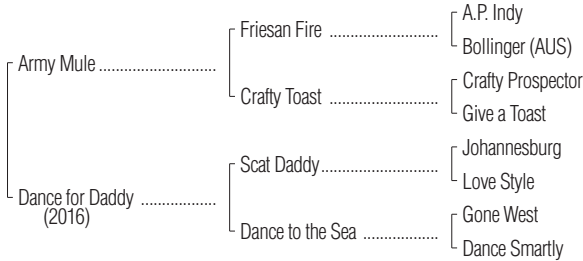 A.P. Indy
Friesan Fire ........................
Bollinger (AUS)
Army Mule ..........................
Crafty Prospector
Crafty Toast ........................
Give a Toast
Johannesburg
Scat Daddy..........................
Love Style
Dance for Daddy ................
(2016)
Gone West
Dance to the Sea ................
Dance Smartly